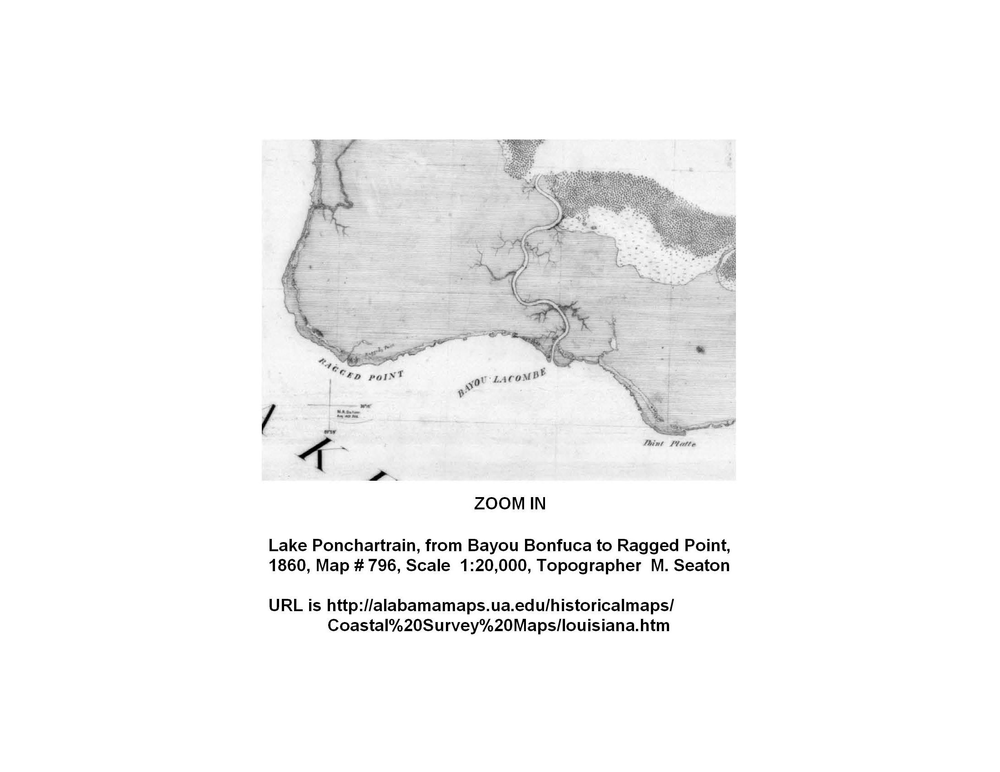 RAGGED POINT
BAYOU LACOMBE
Point Platte
K
ZOOM IN
Lake Ponchartrain, from Bayou Bonfuca to Ragged Point,
1860, Map # 796, Scale 1:20,000, Topographer M. Seaton
URL is http://alabamamaps.ua.edu/historicalmaps/
Coastal%20Survey%20Maps/louisiana.htm